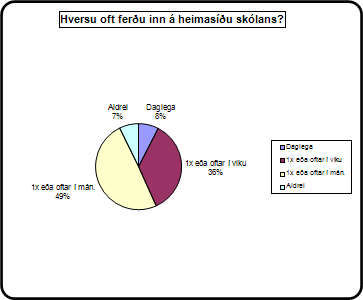 Hversu oft ferðu inn á heimasíðu skólans?
Aldrei
7%
Daglega
8%
1x eða oftar í viku
36%
1x eða oftar í mán.
49%
Daglega
1x eða oftar í viku
1x eða oftar í mán.
Aldrei